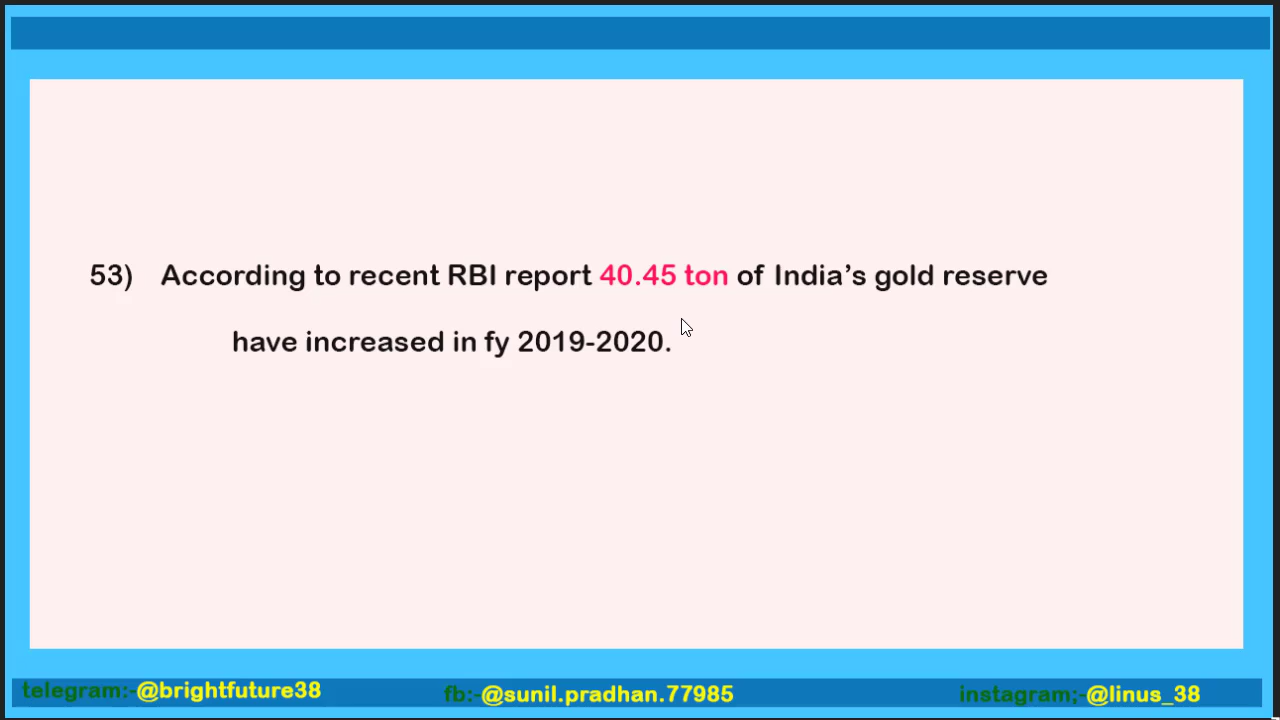 53) According to recent RBI report 40.45 ton of India’s gold reserve
have increased in fy 2019-2020.
telegram:-@brightfuture38 fb:-@sunil.pradhan.77985 instagram;-@linus_38